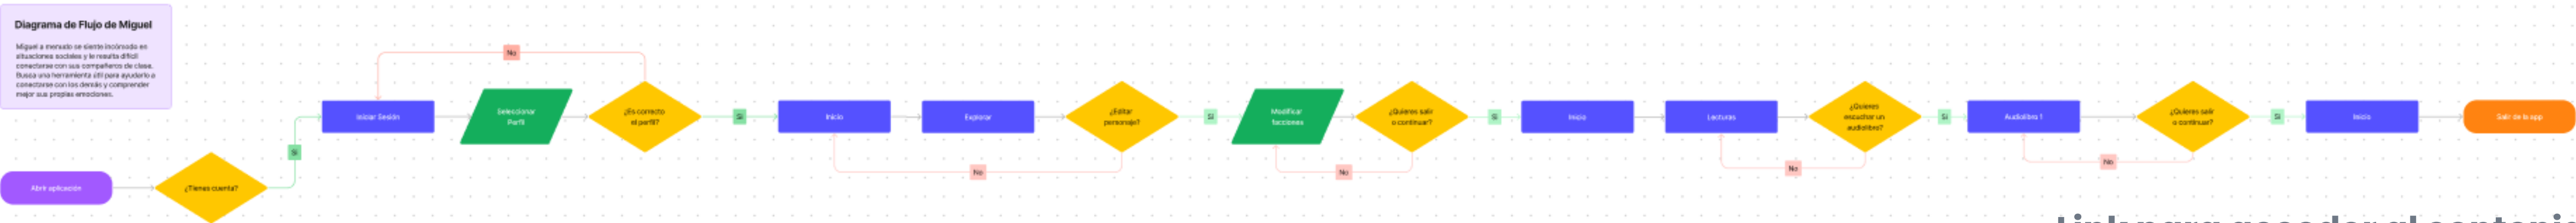 Diagrama de Flujo de Miguel
Miguel a menudo se siente incómodo en
situaciones sociales y le resulta difícil
conectarse con sus compañeros de clase.
Busca una herramienta útil para ayudarlo a
conectarse con los demás y comprender
mejor sus propias emociones.
Abrir aplicación
¿Tienes cuenta?
Sí
Iniciar Sesión
No
Seleccionar
Perfil
¿Es correcto
el perfil?
Sí
Inicio
Explorar
¿Editar
personaje?
No
Sí
Modificar
facciones
¿Quieres salir
o continuar?
No
Sí
Inicio
Lecturas
¿Quieres
escuchar un
audiolibro?
No
Sí
Audiolibro 1
¿Quieres salir
o continuar?
No
Sí
Inicio
Salir de la app